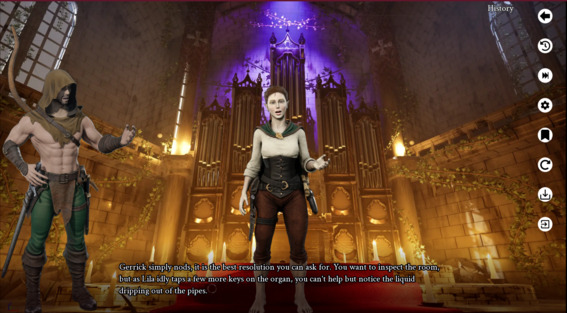 History
Gerrick simply nods, it is the best resolution you can ask for. You want to inspect the room,
but as Lila idly taps a few more keys on the organ, you can't help but notice the liquid
dripping out of the pipes.